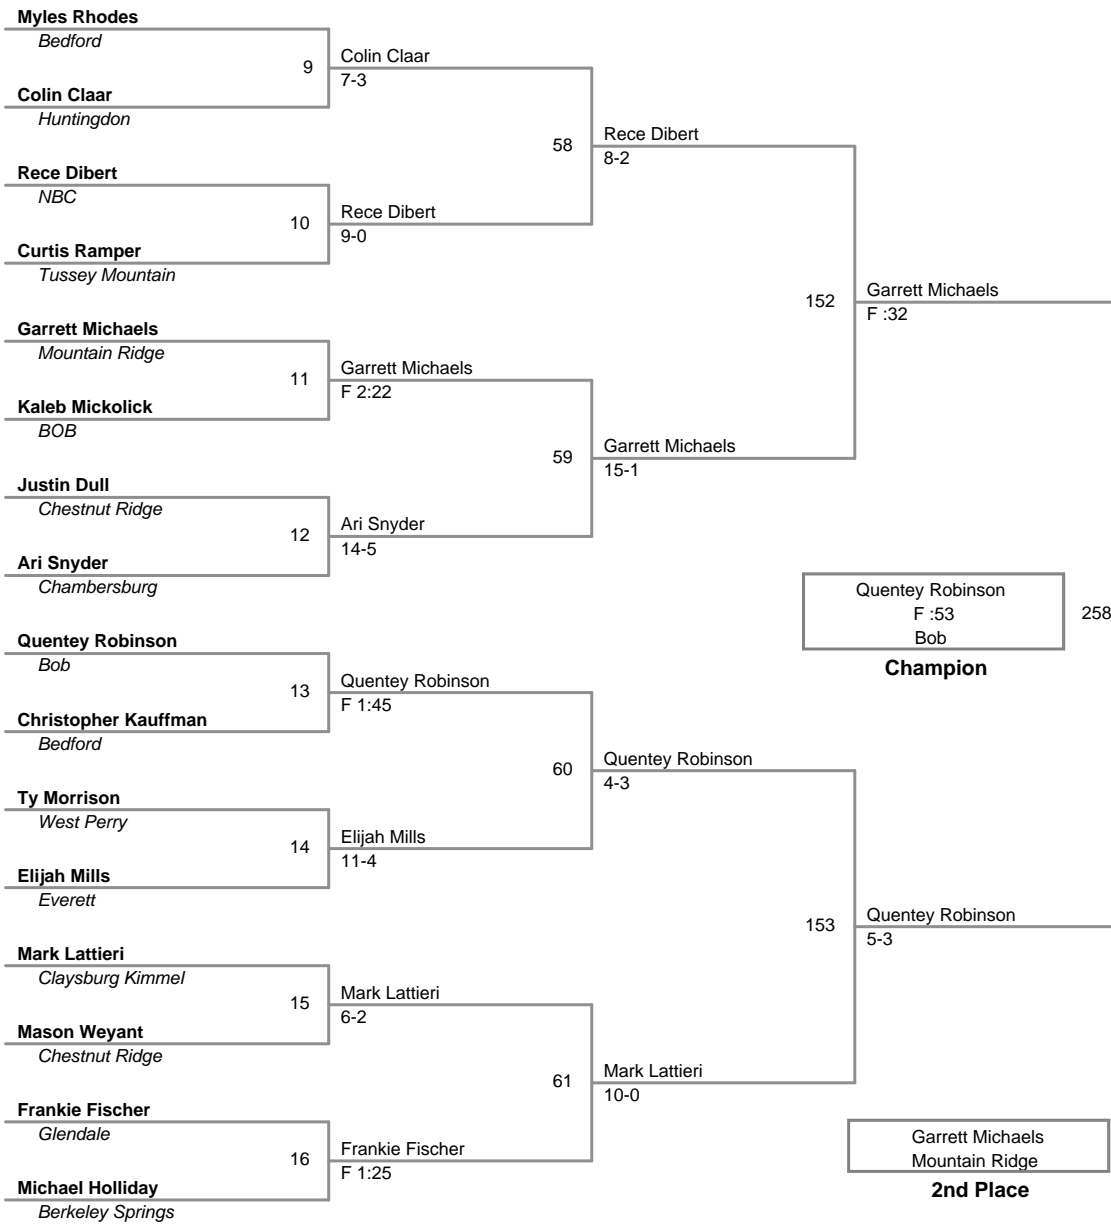 Myles Rhodes
Bedford
9
Colin Claar
7-3
Colin Claar
Huntingdon
58
Rece Dibert
8-2
Rece Dibert
NBC
10
Rece Dibert
9-0
Curtis Ramper
Tussey Mountain
152
Garrett Michaels
F :32
Garrett Michaels
Mountain Ridge
11
Garrett Michaels
F 2:22
Kaleb Mickolick
BOB
59
Garrett Michaels
15-1
Justin Dull
Chestnut Ridge
12
Ari Snyder
14-5
Ari Snyder
Chambersburg
Quentey Robinson
F :53
Bob
258
Champion
Quentey Robinson
Bob
13
Quentey Robinson
F 1:45
Christopher Kauffman
Bedford
60
Quentey Robinson
4-3
Ty Morrison
West Perry
14
Elijah Mills
11-4
Elijah Mills
Everett
153
Quentey Robinson
5-3
Mark Lattieri
Claysburg Kimmel
15
Mark Lattieri
6-2
Mason Weyant
Chestnut Ridge
61
Mark Lattieri
10-0
Frankie Fischer
Glendale
16
Frankie Fischer
F 1:25
Michael Holliday
Berkeley Springs
Garrett Michaels
Mountain Ridge
2nd Place